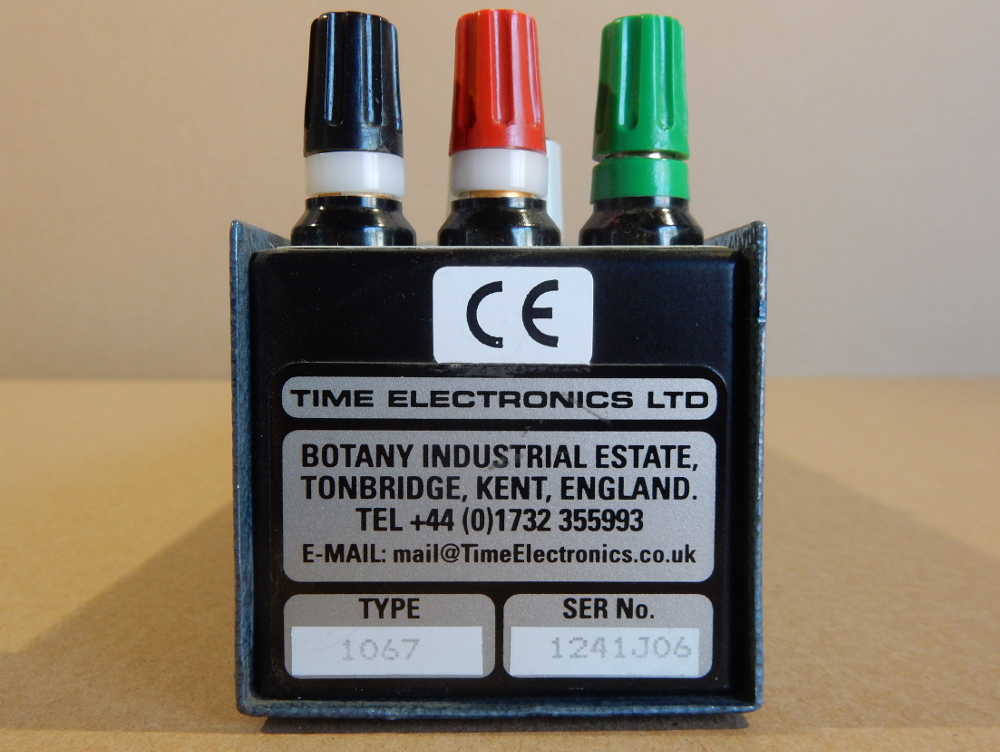 CE
TIME ELECTRONICS LTD
BOTANY INDUSTRIAL ESTATE,
TONBRIDGE, KENT, ENGLAND.
TEL +44 (0)1732 355993
E-MAIL: mail@TimeElectronics.co.uk
TYPE
1067
SER No.
1241J06